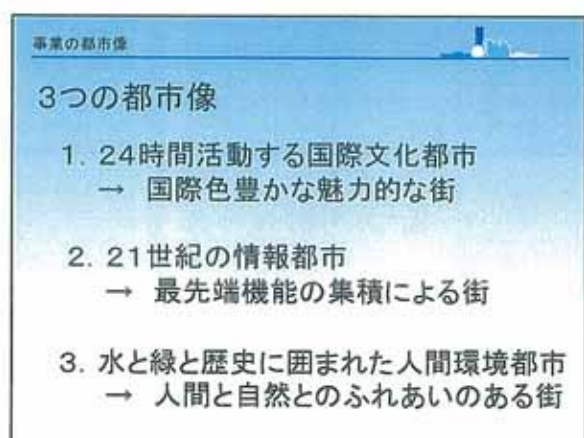 事業の都市像
3つの都市像
1. 24時間活動する国際文化都市
→ 国際色豊かな魅力的な街
2. 21世紀の情報都市
→ 最先端機能の集積による街
3. 水と緑と歴史に囲まれた人間環境都市
→ 人間と自然とのふれあいのある街